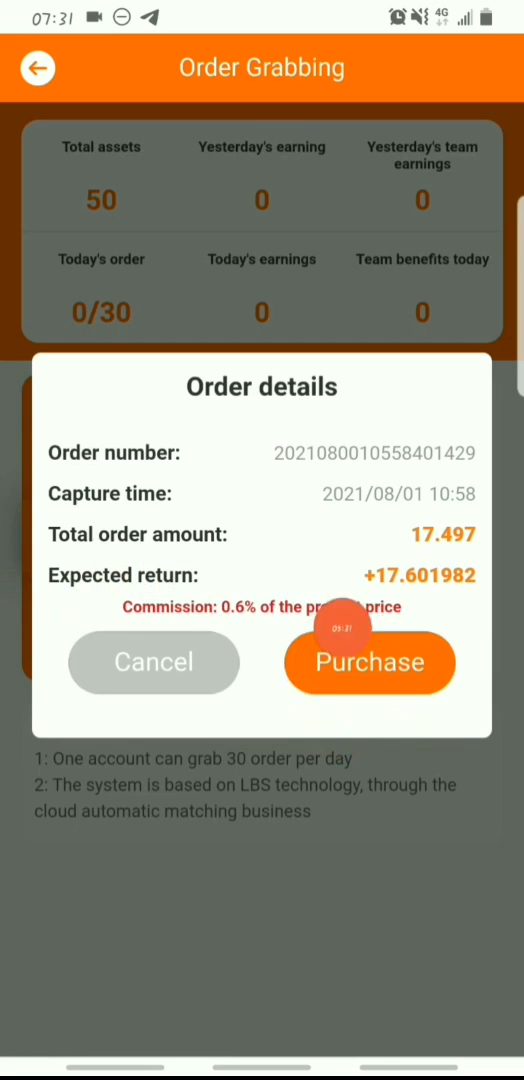 07:31 4G
Order Grabbing
Total assets Yesterday's earning Yesterday's team
earnings
50 0 0
Today's order Today's earnings Team benefits today
0/30 0 0
Order details
Order number: 2021080010558401429
Capture time: 2021/08/01 10:58
Total order amount: 17.497
Expected return: +17.601982
Commission: 0.6% of the price
Cancel Purchase
1: One account can grab 30 order per day
2: The system is based on LBS technology, through the
cloud automatic matching business